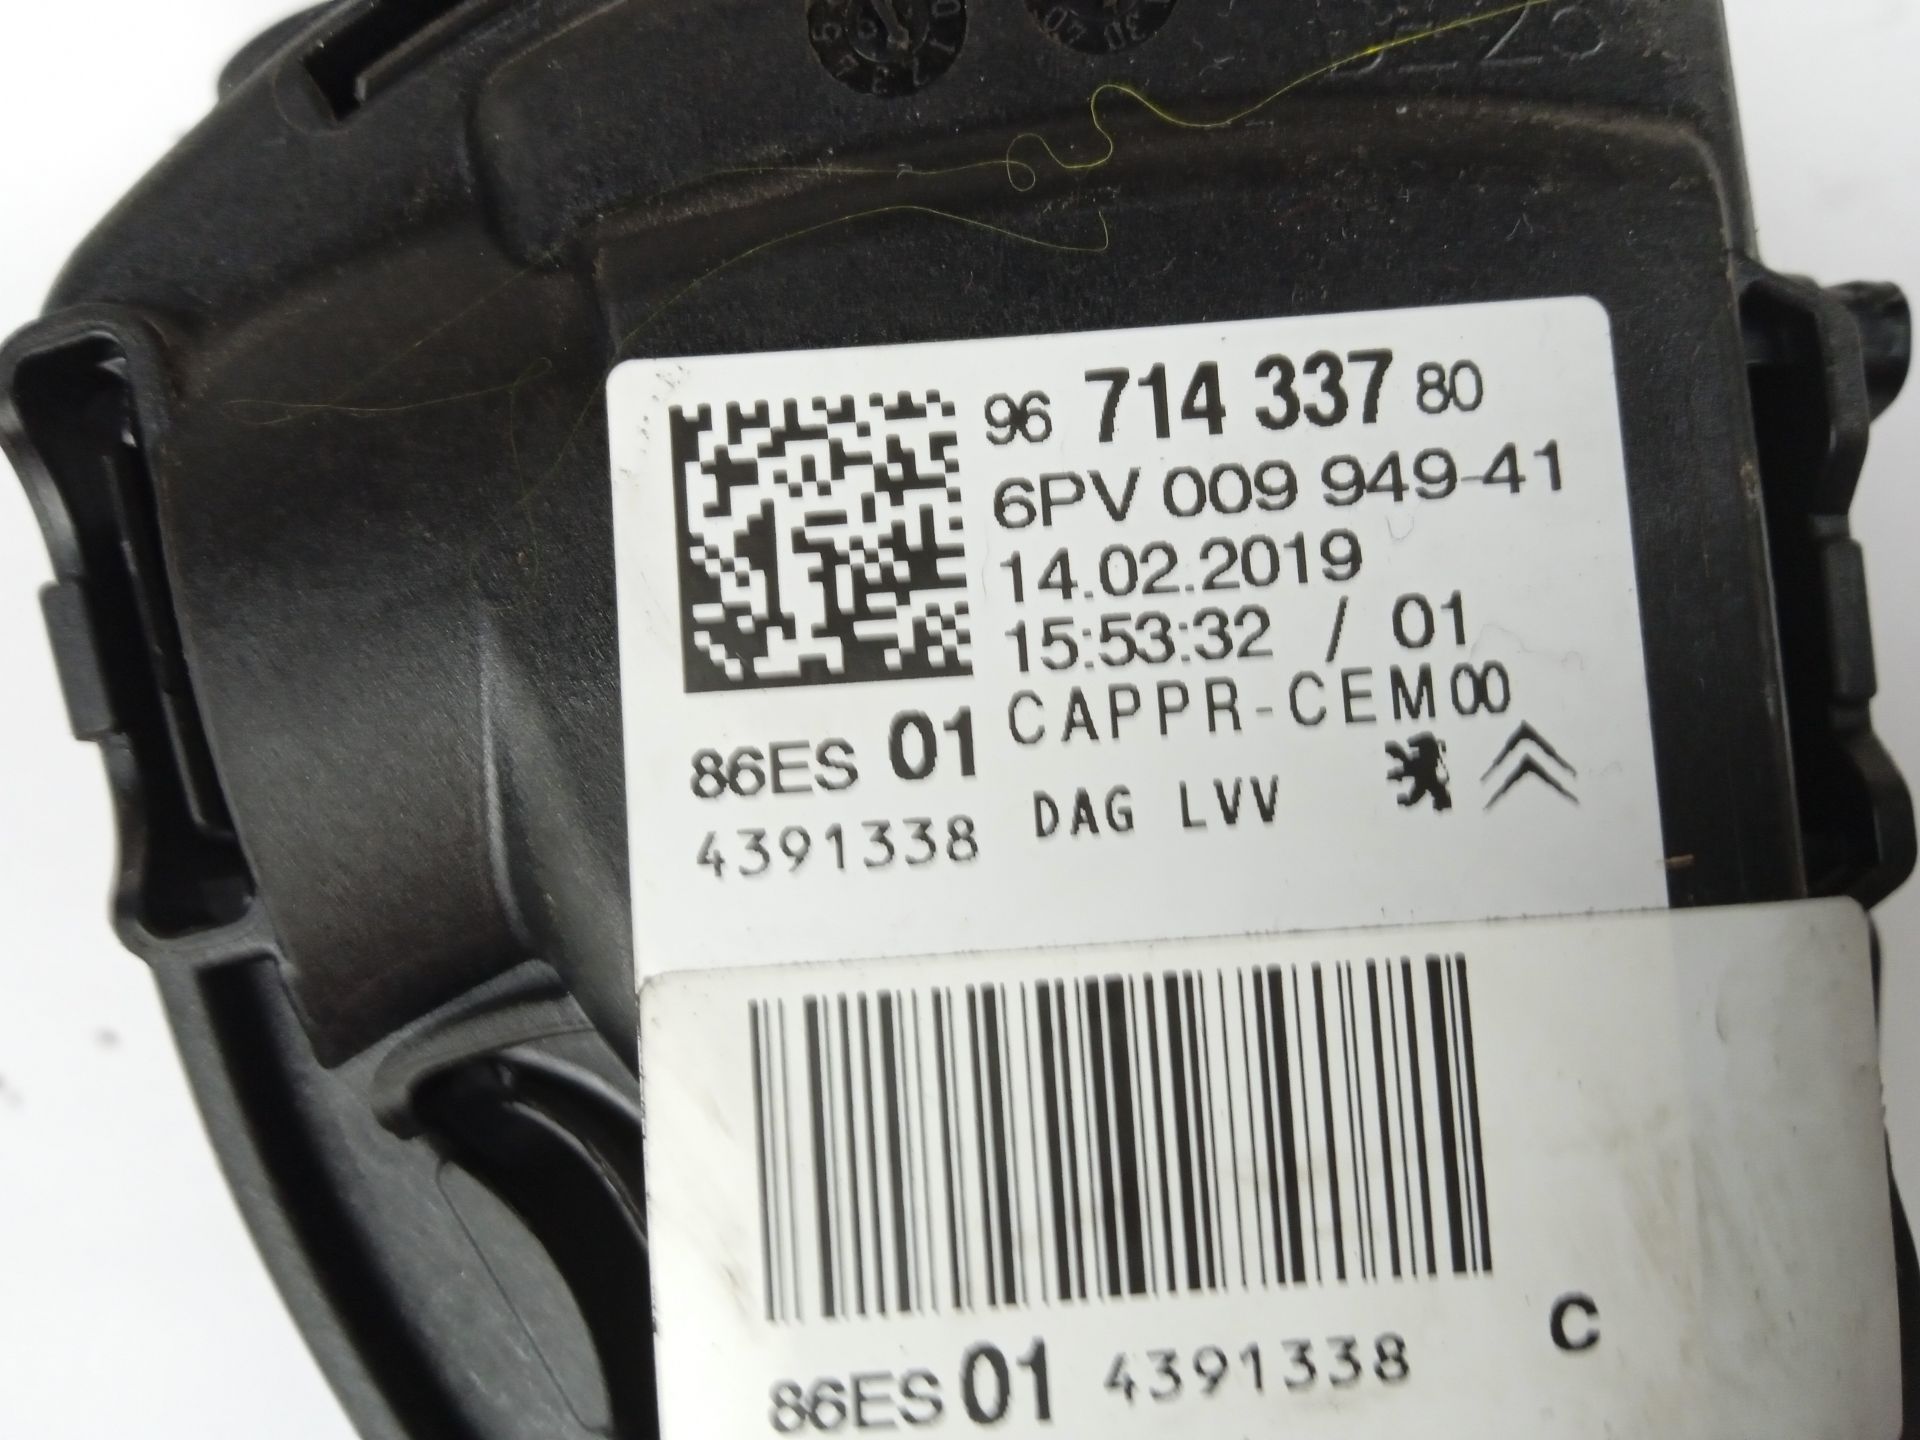 96 714 337 80
6PV 009 949-41
14.02.2019
15:53:32 / 01
CAPPR-CEM00
86ES 01
DAG LVV
4391338
86ES 01 4391338
C